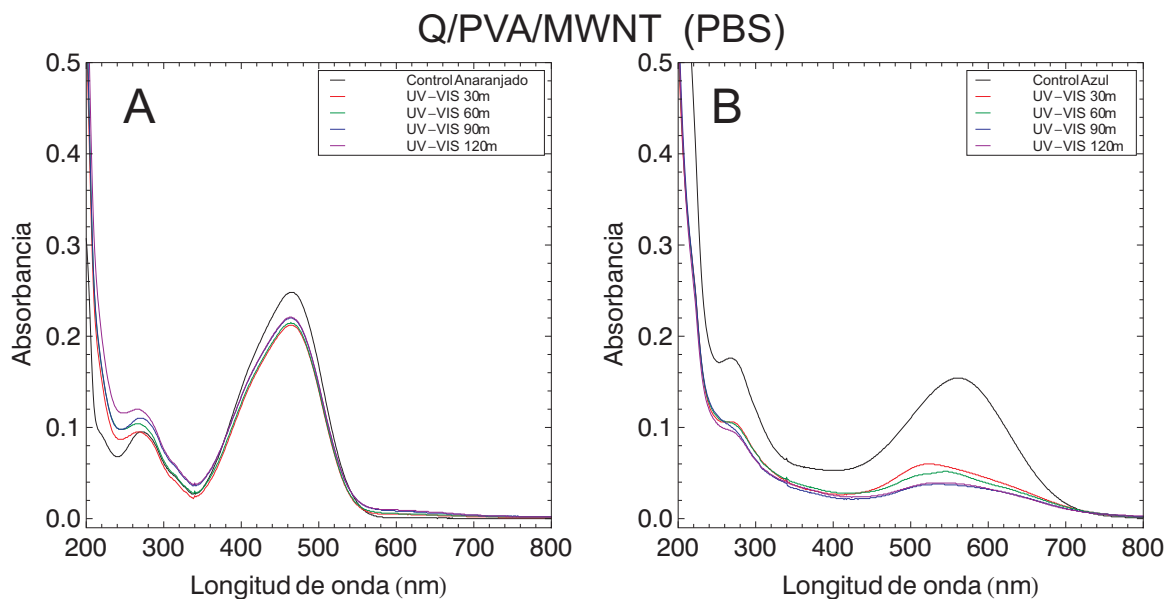 Q/PVA/MWNT (PBS)
A
Control Anaranjado
UV-VIS 30m
UV-VIS 60m
UV-VIS 90m
UV-VIS 120m
Absorbancia
0.5
0.4
0.3
0.2
0.1
0.0
200 300 400 500 600 700 800
Longitud de onda (nm)
B
Control Azul
UV-VIS 30m
UV-VIS 60m
UV-VIS 90m
UV-VIS 120m
Absorbancia
0.5
0.4
0.3
0.2
0.1
0.0
200 300 400 500 600 700 800
Longitud de onda (nm)